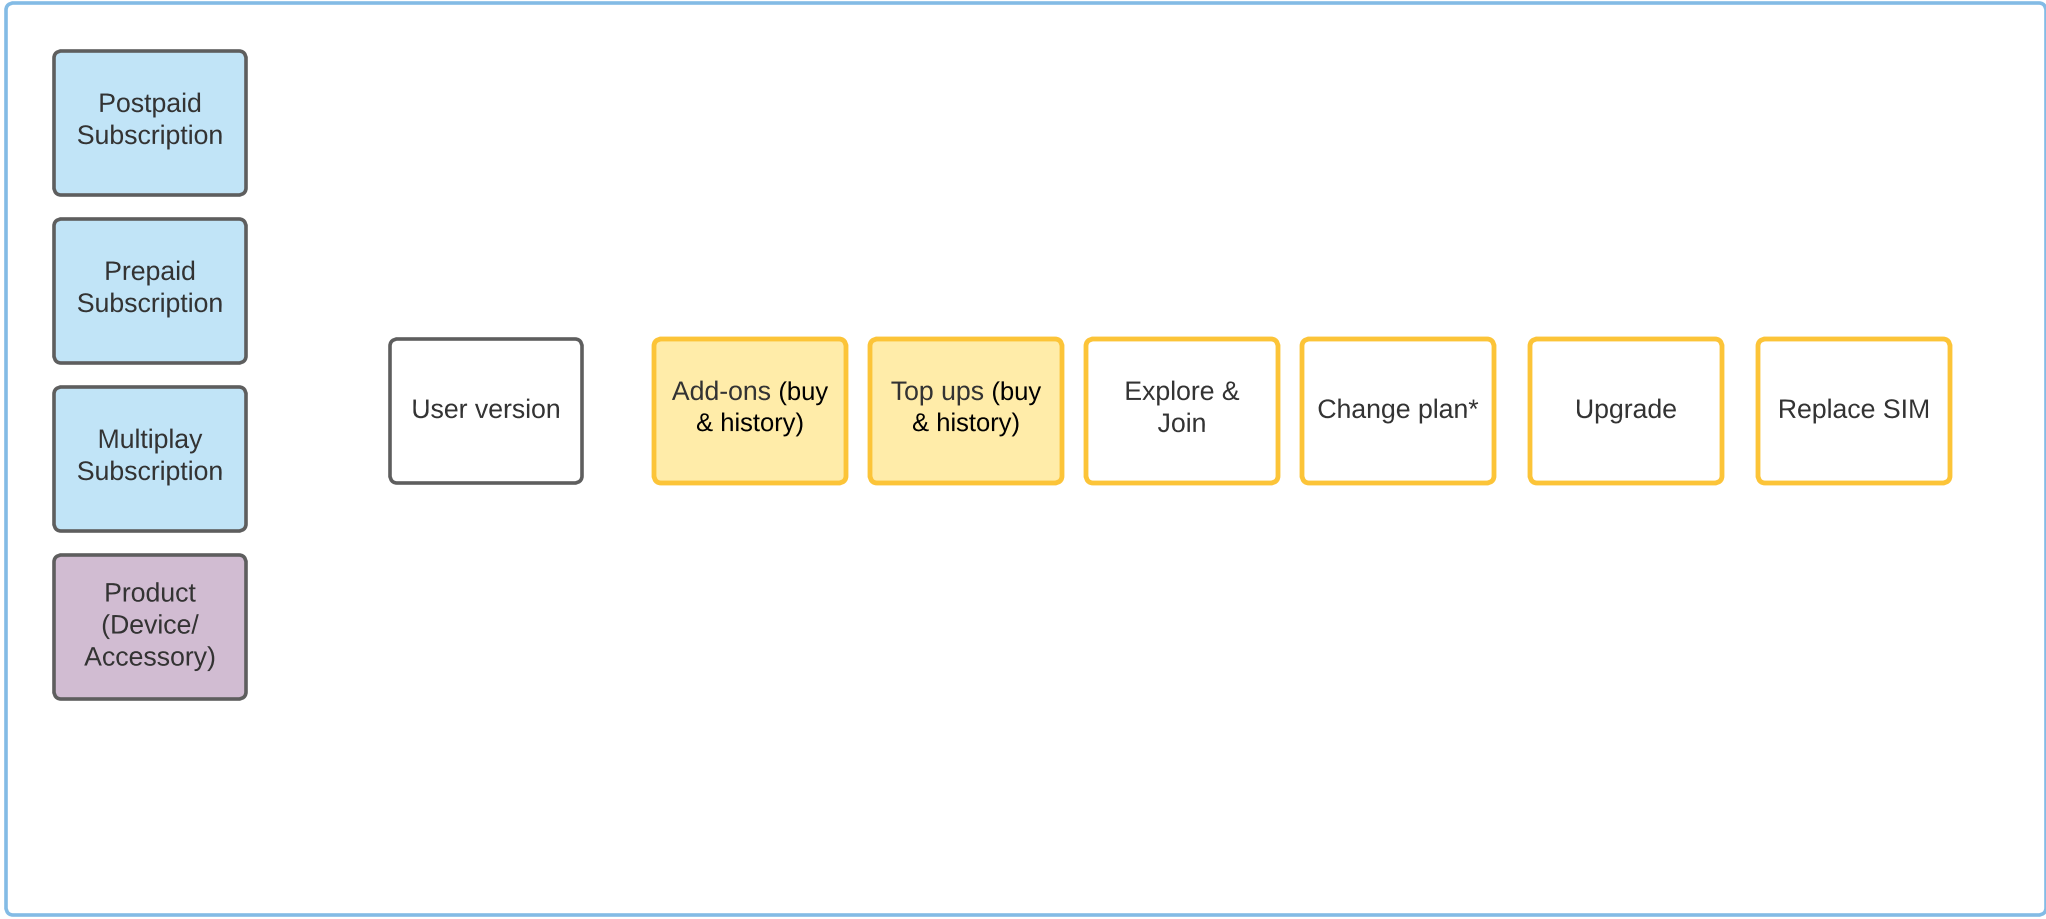 Postpaid
Subscription
Prepaid
Subscription
Multiplay
Subscription
Product
(Device/
Accessory)
User version
Add-ons (buy
& history)
Top ups (buy
& history)
Explore &
Join
Change plan*
Upgrade
Replace SIM